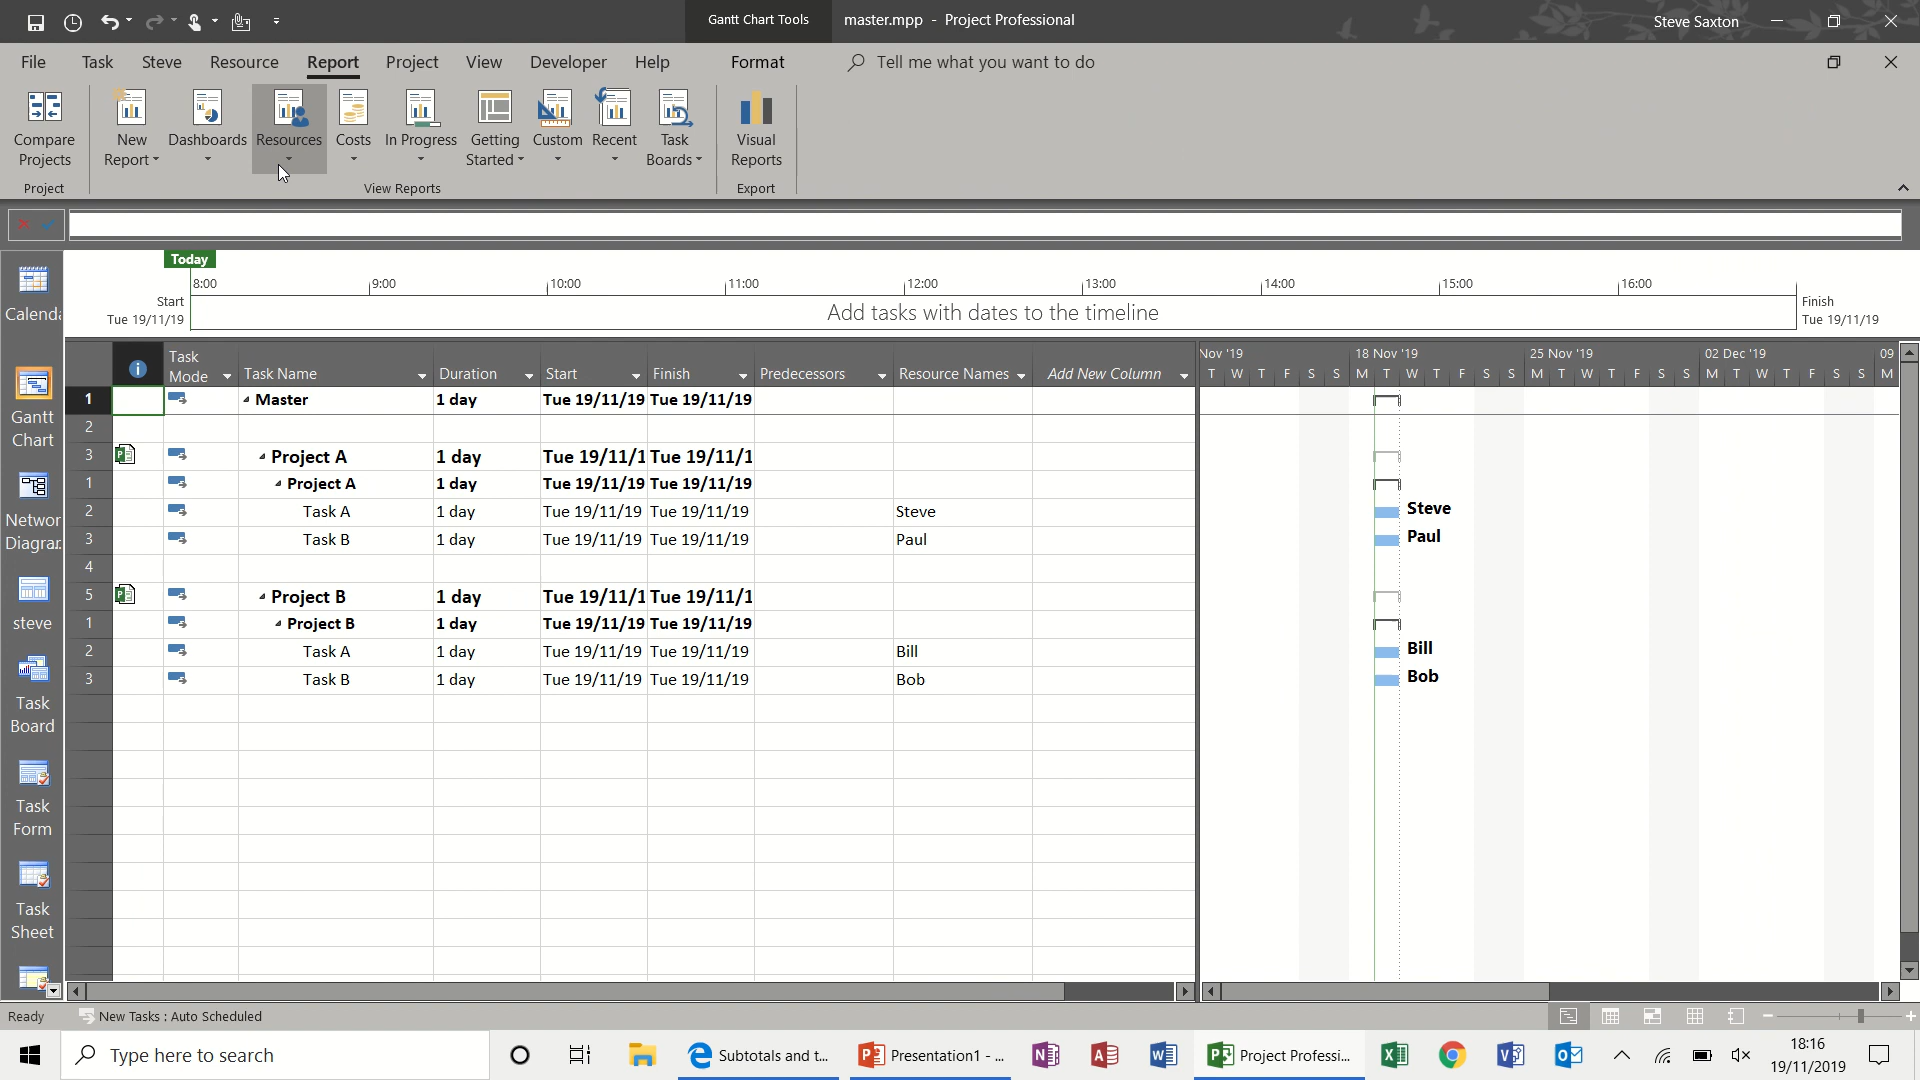 Gantt Chart Tools
master.mpp - Project Professional
Steve Saxton
File Task Steve Resource Report Project View Developer Help Format Tell me what you want to do
Compare Projects
New Report
Dashboards
Resources
Costs
In Progress
Getting Started
Custom
Recent
Task Boards
Visual Reports
Project
View Reports
Export
Today
8:00 9:00 10:00 11:00 12:00 13:00 14:00 15:00 16:00
Start
Tue 19/11/19
Add tasks with dates to the timeline
Finish
Tue 19/11/19
Calenda
Gantt
Chart
Networ
Diagrar
steve
Task
Board
Task
Form
Task
Sheet
Task Mode Task Name Duration Start Finish Predecessors Resource Names Add New Column
Nov '19 18 Nov '19 25 Nov '19 02 Dec '19 09
T W T F S S M T W T F S S M T W T F S S M T W T F S S M
1 Master 1 day Tue 19/11/19 Tue 19/11/19
2
3 Project A 1 day Tue 19/11/1 Tue 19/11/1
1 Project A 1 day Tue 19/11/19 Tue 19/11/19
2 Task A 1 day Tue 19/11/19 Tue 19/11/19 Steve Steve
3 Task B 1 day Tue 19/11/19 Tue 19/11/19 Paul Paul
4
5 Project B 1 day Tue 19/11/1 Tue 19/11/1
1 Project B 1 day Tue 19/11/19 Tue 19/11/19
2 Task A 1 day Tue 19/11/19 Tue 19/11/19 Bill Bill
3 Task B 1 day Tue 19/11/19 Tue 19/11/19 Bob Bob
Ready New Tasks : Auto Scheduled
Type here to search
Subtotals and t...
Presentation1 - ...
Project Professi...
18:16
19/11/2019